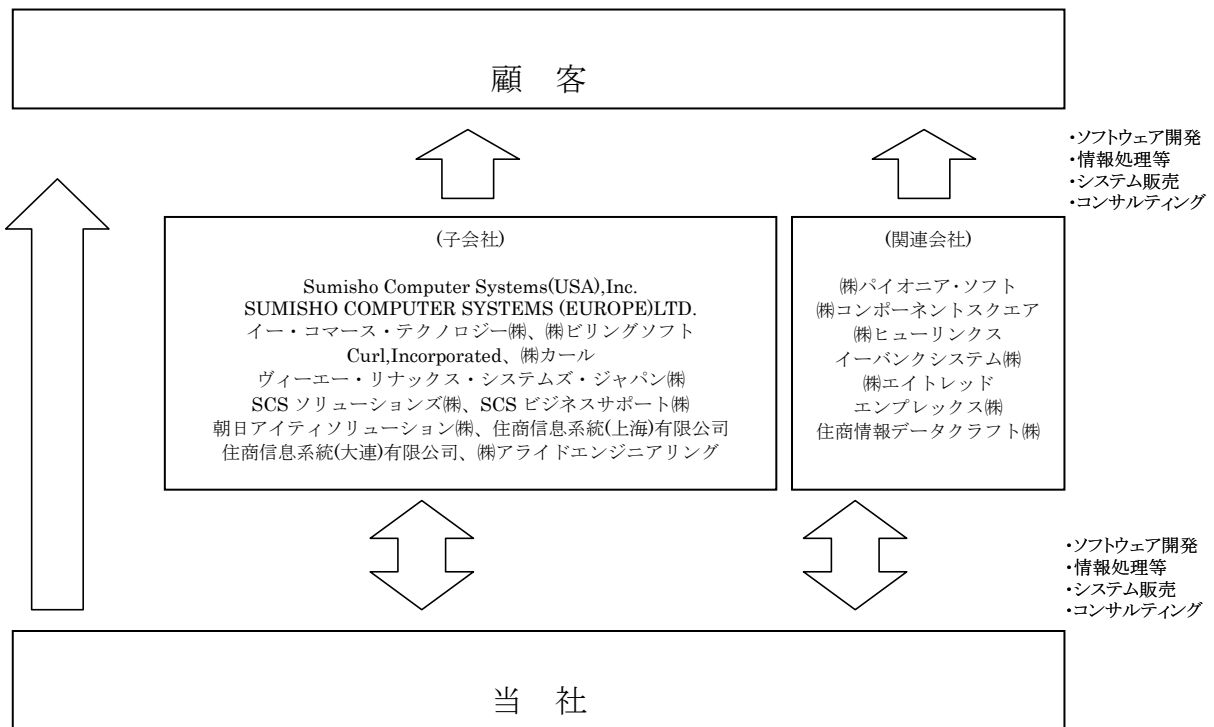 顧 客
・ソフトウェア開発
・情報処理等
・システム販売
・コンサルティング
(子会社)
Sumisho Computer Systems(USA),Inc.
SUMISHO COMPUTER SYSTEMS (EUROPE)LTD.
イー・コマース・テクノロジー㈱、㈱ビリングソフト
Curl,Incorporated、㈱カール
ヴィーエー・リナックス・システムズ・ジャパン㈱
SCS ソリューションズ㈱、SCS ビジネスサポート㈱
朝日アイティソリューション㈱、住商信息系統(上海)有限公司
住商信息系統(大連)有限公司、㈱アライドエンジニアリング
(関連会社)
㈱パイオニア・ソフト
㈱コンポーネントスクエア
㈱ヒューリンクス
イーバンクシステム㈱
㈱エイトレッド
エンプレックス㈱
住商情報データクラフト㈱
・ソフトウェア開発
・情報処理等
・システム販売
・コンサルティング
当 社